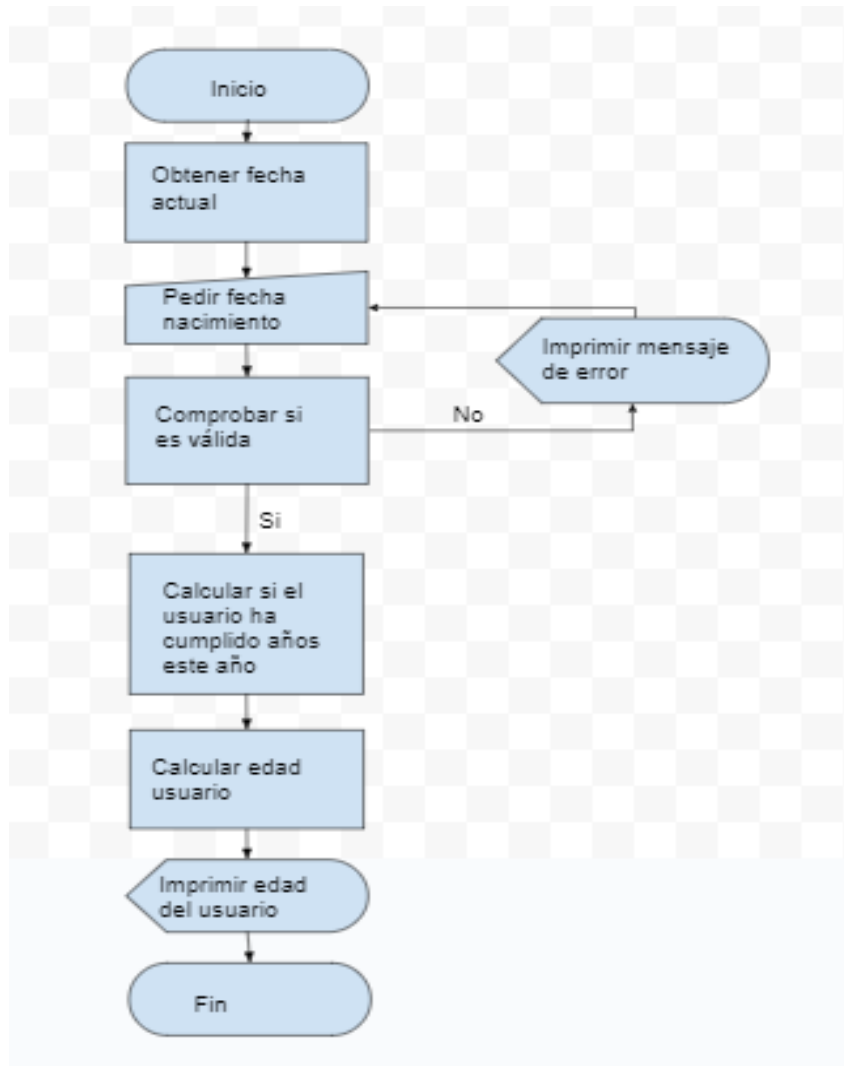 Inicio
Obtener fecha
actual
Pedir fecha
nacimiento
Imprimir mensaje
de error
Comprobar si
es válida
No
Si
Calcular si el
usuario ha
cumplido años
este año
Calcular edad
usuario
Imprimir edad
del usuario
Fin